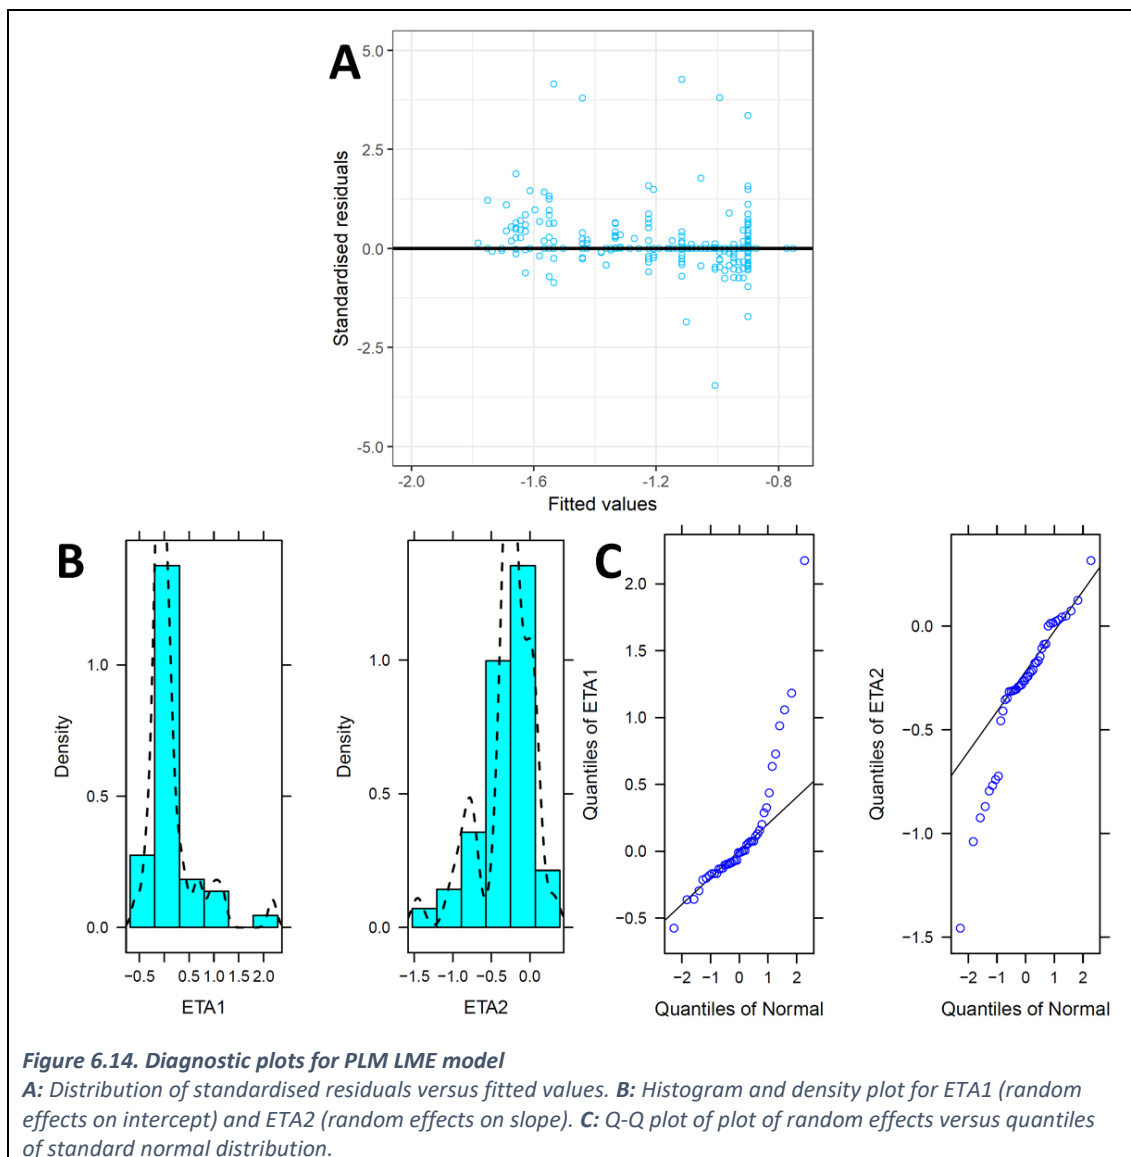 A
5.0
2.5
0.0
-2.5
-5.0
Standardised residuals
-2.0 -1.6 -1.2 -0.8
Fitted values
B
1.0
0.5
0.0
Density
−0.5 0.5 1.0 1.5 2.0
ETA1
1.0
0.5
0.0
Density
−1.5 −1.0 −0.5 0.0
ETA2
C
2.0
1.5
1.0
0.5
0.0
−0.5
Quantiles of ETA1
−2 −1 0 1 2
Quantiles of Normal
0.0
−0.5
−1.0
−1.5
Quantiles of ETA2
−2 −1 0 1 2
Quantiles of Normal
Figure 6.14. Diagnostic plots for PLM LME model
A: Distribution of standardised residuals versus fitted values. B: Histogram and density plot for ETA1 (random
effects on intercept) and ETA2 (random effects on slope). C: Q-Q plot of plot of random effects versus quantiles
of standard normal distribution.